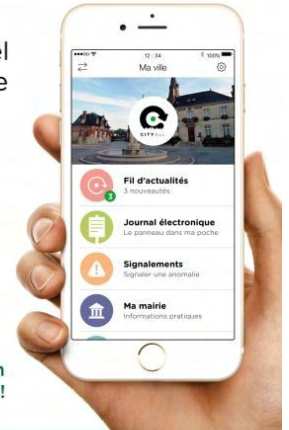 el
e
12:34
100%
Ma ville
CITYALL
Fil d'actualités
3 nouveautés
3
Journal électronique
Le panneau dans ma poche
Signalements
Signaler une anomalie
Ma mairie
Informations pratiques
n
!